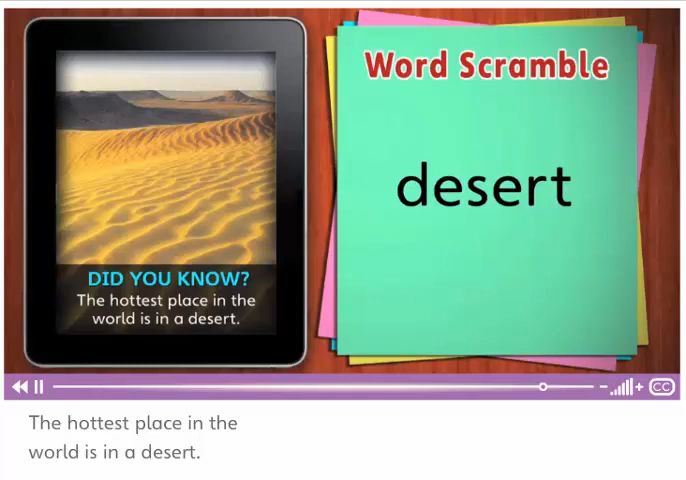 Word Scramble
desert
DID YOU KNOW?
The hottest place in the
world is in a desert.
CC
The hottest place in the
world is in a desert.